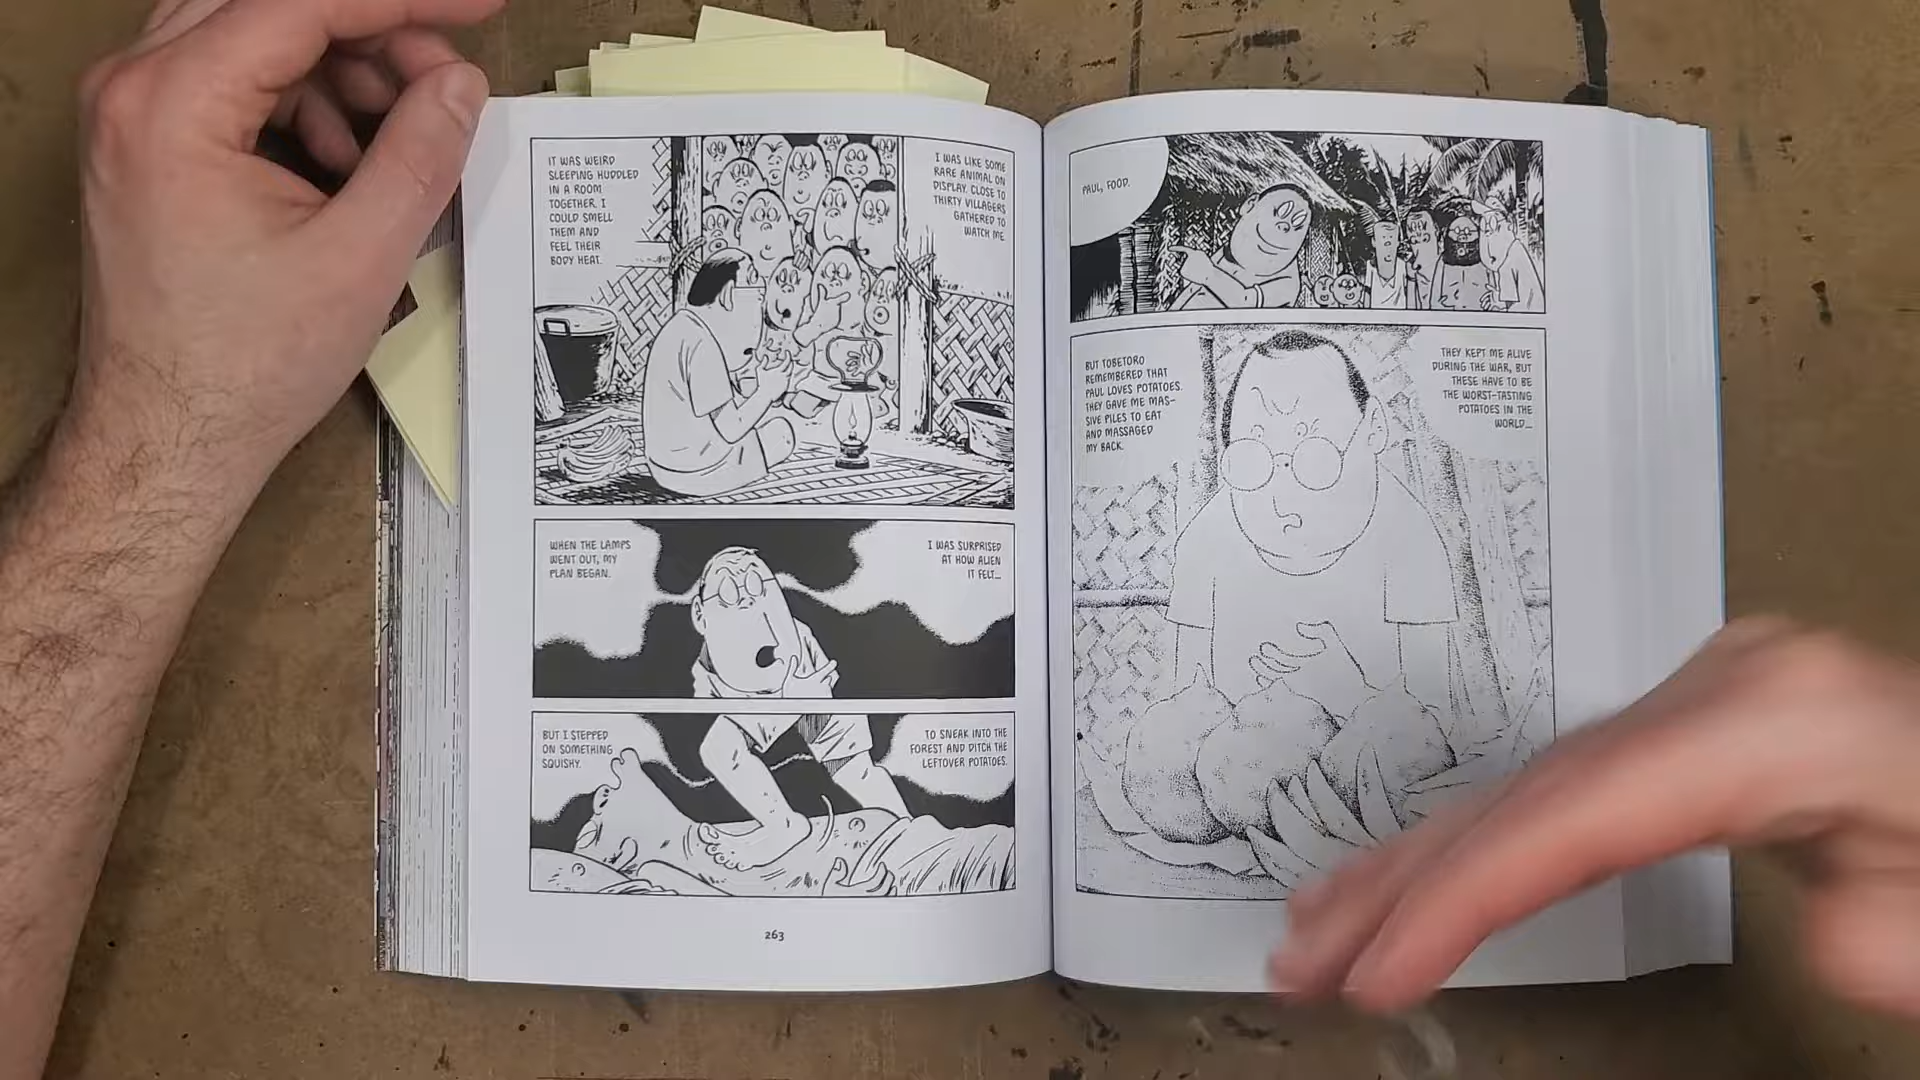 PAUL, FOOD.
THEY KEPT ME ALIVE
DURING THE WAR, BUT
THESE HAVE TO BE
THE WORST-TASTING
POTATOES IN THE
WORLD...
BUT TOBETORO
REMEMBERED THAT
PAUL LOVES POTATOES.
THEY GAVE ME MAS-
SIVE PILES TO EAT
AND MASSAGED
MY BACK.
I WAS LIKE SOME
RARE ANIMAL ON
DISPLAY. CLOSE TO
THIRTY VILLAGERS
GATHERED TO
WATCH ME.
IT WAS WEIRD
SLEEPING HUDDLED
IN A ROOM
TOGETHER. I
COULD SMELL
THEM AND
FEEL THEIR
BODY HEAT.
I WAS SURPRISED
AT HOW ALIEN
IT FELT...
WHEN THE LAMPS
WENT OUT, MY
PLAN BEGAN.
TO SNEAK INTO THE
FOREST AND DITCH THE
LEFTOVER POTATOES.
BUT I STEPPED
ON SOMETHING
SQUISHY.
263